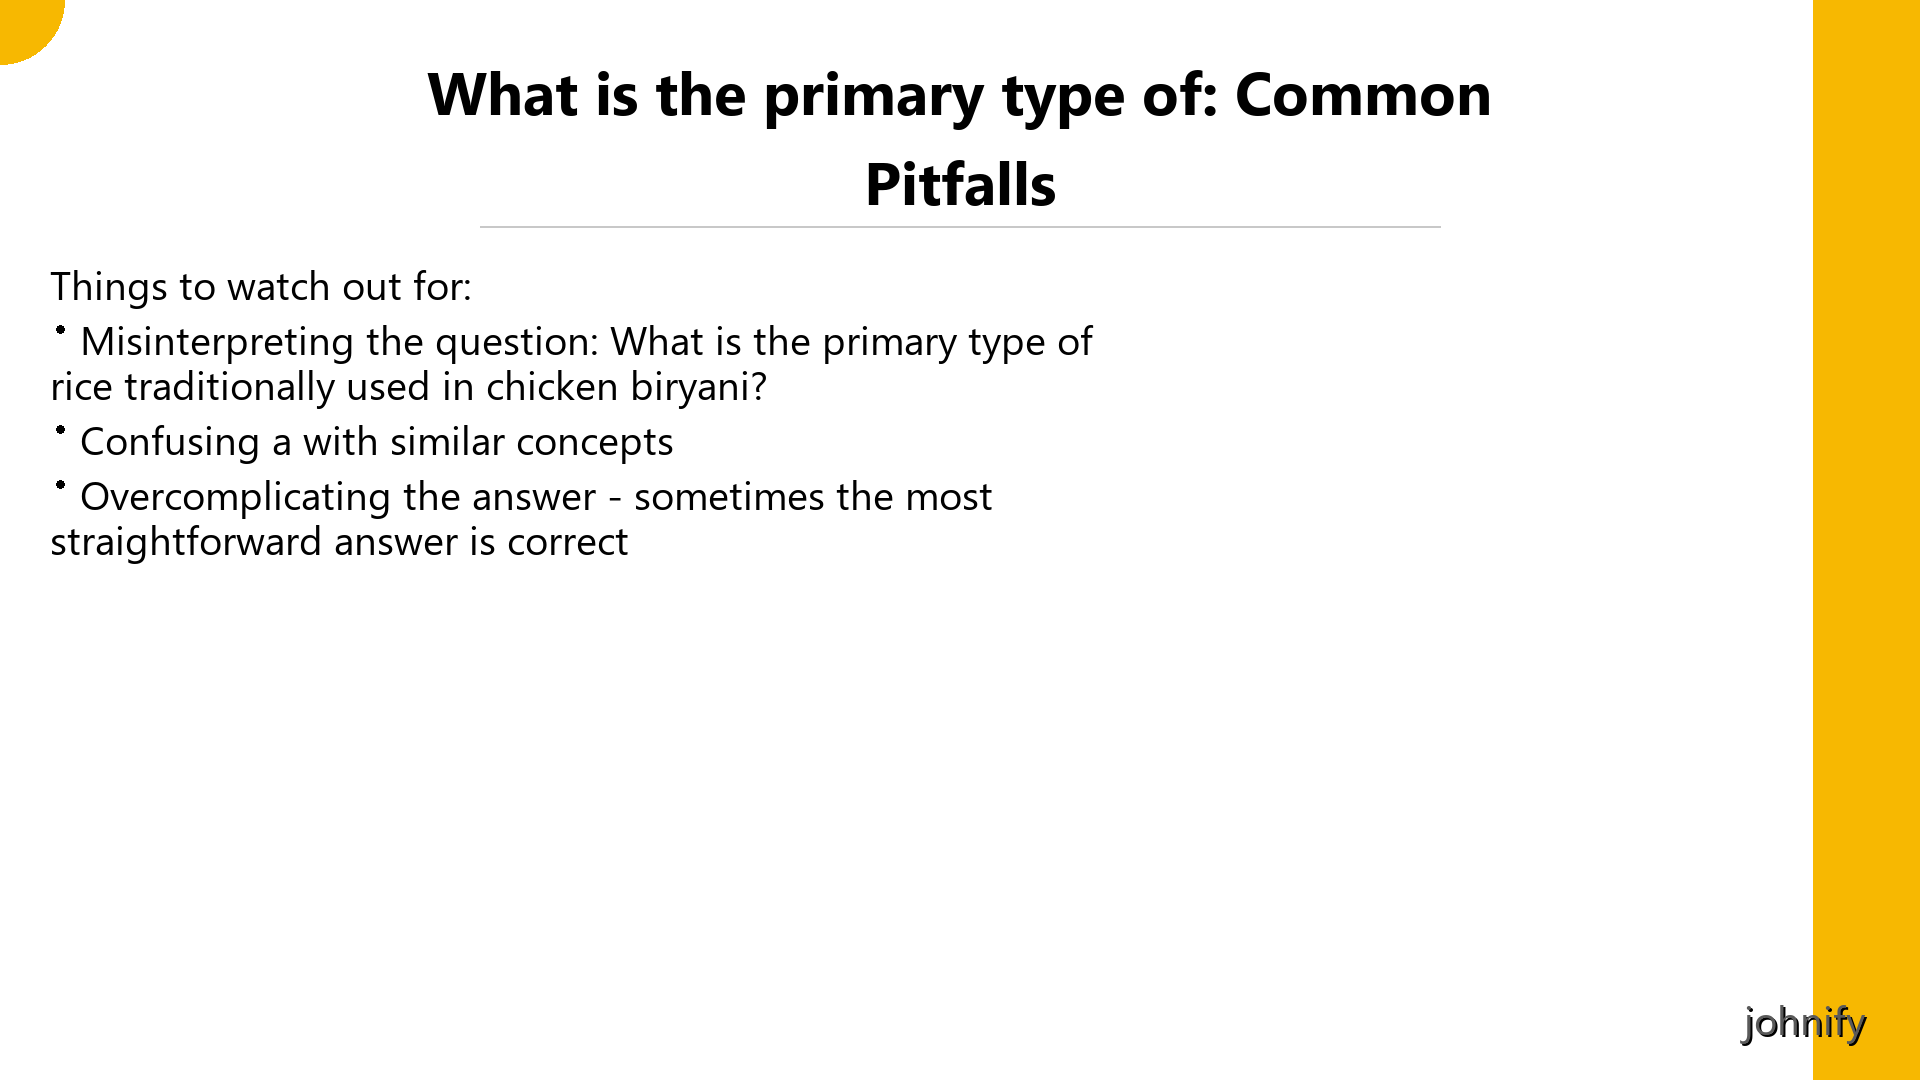 What is the primary type of: Common
Pitfalls
Things to watch out for:
• Misinterpreting the question: What is the primary type of
rice traditionally used in chicken biryani?
• Confusing a with similar concepts
• Overcomplicating the answer - sometimes the most
straightforward answer is correct
johnify